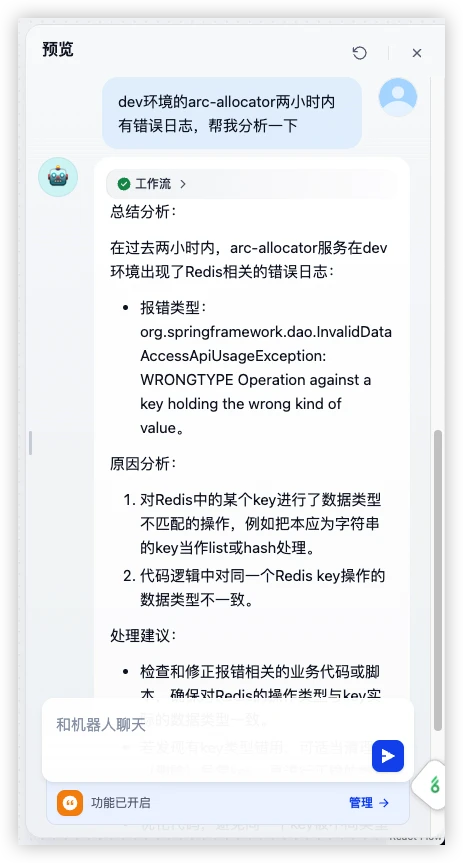 预览
dev环境的arc-allocator两小时内
有错误日志，帮我分析一下
工作流
总结分析：
在过去两小时内，arc-allocator服务在dev
环境出现了Redis相关的错误日志：
• 报错类型：
org.springframework.dao.InvalidData
AccessApiUsageException:
WRONGTYPE Operation against a
key holding the wrong kind of
value。
原因分析：
1. 对Redis中的某个key进行了数据类型
不匹配的操作，例如把本应为字符串
的key当作list或hash处理。
2. 代码逻辑中对同一个Redis key操作的
数据类型不一致。
处理建议：
• 检查和修正报错相关的业务代码或脚
本，确保对Redis的操作类型与key实
的数据类型一致。
和机器人聊天
功能已开启
管理
React Flow